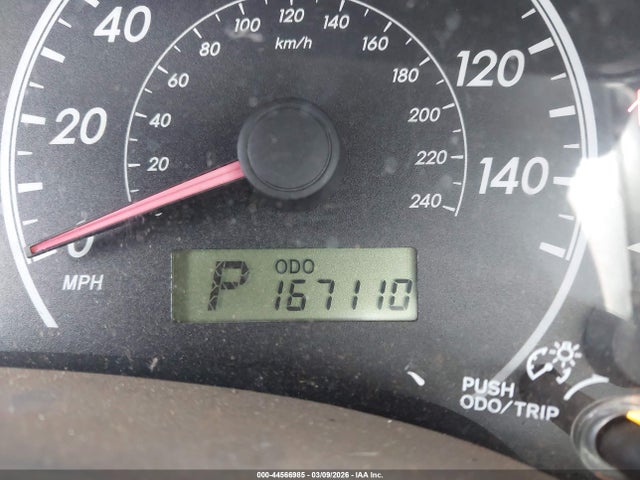 0 20 40 120 140
20 40 60 80 100 120 140 160 180 200 220 240
km/h
MPH
P ODO 167110
PUSH
ODO/TRIP
000-44566985 - 03/09/2026 - IAA Inc.